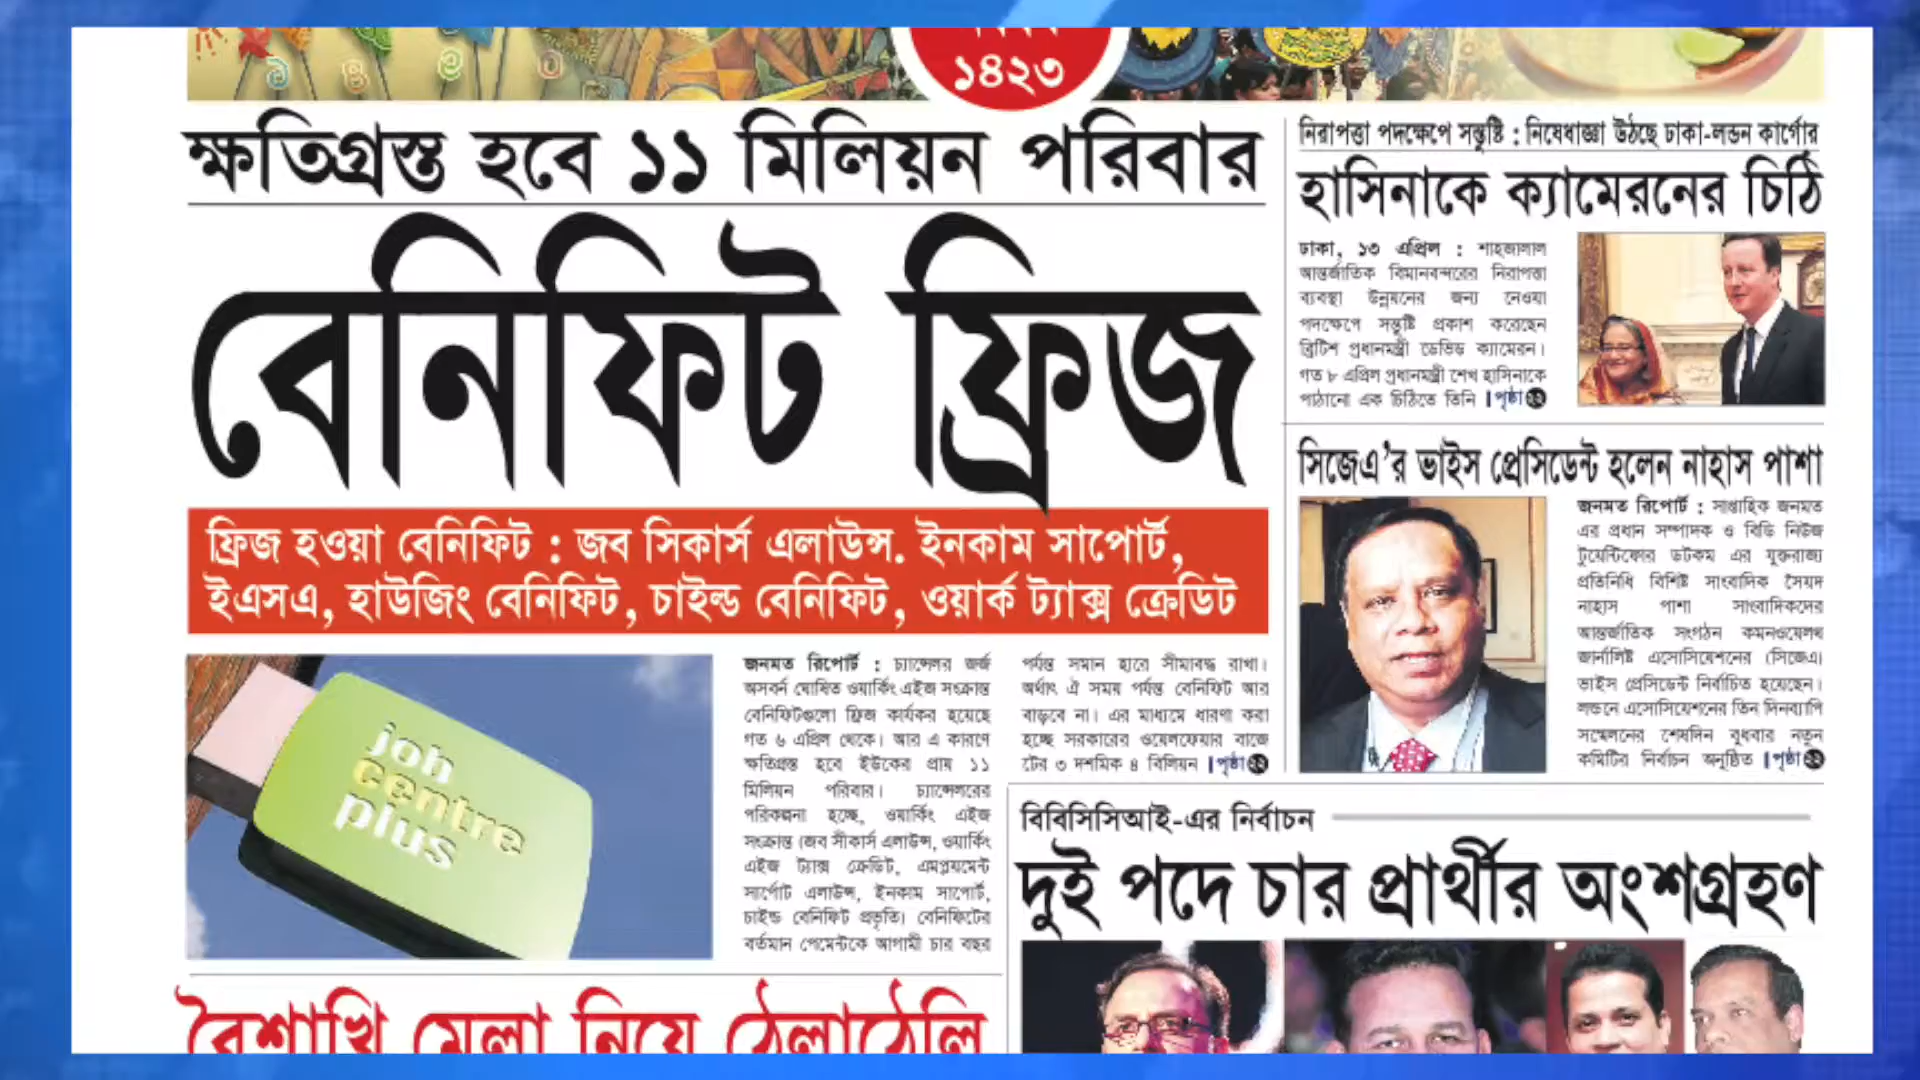 ১৪২৩
ক্ষতিগ্রস্ত হবে ১১ মিলিয়ন পরিবার
বেনিফিট ফ্রিজ
ফ্রিজ হওয়া বেনিফিট : জব সিকার্স এলাউন্স. ইনকাম সাপোর্ট,
ইএসএ, হাউজিং বেনিফিট, চাইল্ড বেনিফিট, ওয়ার্ক ট্যাক্স ক্রেডিট
job
centre
plus
জনমত রিপোর্ট : চ্যান্সেলর জর্জ
অসবর্ন ঘোষিত ওয়ার্কিং এইজ সংক্রান্ত
বেনিফিটগুলো ফ্রিজ কার্যকর হয়েছে
গত ৬ এপ্রিল থেকে। আর এ কারণে
ক্ষতিগ্রস্ত হবে ইউকের প্রায় ১১
মিলিয়ন পরিবার। চ্যান্সেলরের
পরিকল্পনা হচ্ছে, ওয়ার্কিং এইজ
সংক্রান্ত (জব সীকার্স এলাউন্স, ওয়ার্কিং
এইজ ট্যাক্স ক্রেডিট, এমপ্লয়মেন্ট
সার্পোট এলাউন্স, ইনকাম সাপোর্ট,
চাইল্ড বেনিফিট প্রভৃতি। বেনিফিটের
বর্তমান পেমেন্টকে আগামী চার বছর
পর্যন্ত সমান হারে সীমাবদ্ধ রাখা।
অর্থাৎ ঐ সময় পর্যন্ত বেনিফিট আর
বাড়বে না। এর মাধ্যমে ধারণা করা
হচ্ছে সরকারের ওয়েলফেয়ার বাজে
টের ৩ দশমিক ৪ বিলিয়ন ।পৃষ্ঠা
বৈশাখি মেলা নিয়ে ঠেলাঠেলি
নিরাপত্তা পদক্ষেপে সন্তুষ্টি : নিষেধাজ্ঞা উঠছে ঢাকা-লন্ডন কার্গোর
হাসিনাকে ক্যামেরনের চিঠি
ঢাকা, ১৩ এপ্রিল : শাহজালাল
আন্তর্জাতিক বিমানবন্দরের নিরাপত্তা
ব্যবস্থা উন্নয়নের জন্য নেওয়া
পদক্ষেপে সন্তুষ্টি প্রকাশ করেছেন
ব্রিটিশ প্রধানমন্ত্রী ডেভিড ক্যামেরন।
গত ৮ এপ্রিল প্রধানমন্ত্রী শেখ হাসিনাকে
পাঠানো এক চিঠিতে তিনি ।পৃষ্ঠা
সিজেএ'র ভাইস প্রেসিডেন্ট হলেন নাহাস পাশা
জনমত রিপোর্ট : সাপ্তাহিক জনমত
এর প্রধান সম্পাদক ও বিডি নিউজ
টুয়েন্টিফোর ডটকম এর যুক্তরাজ্য
প্রতিনিধি বিশিষ্ট সাংবাদিক সৈয়দ
নাহাস পাশা সাংবাদিকদের
আন্তর্জাতিক সংগঠন কমনওয়েলথ
জার্নালিষ্ট এসোসিয়েশনের (সিজেএ)
ভাইস প্রেসিডেন্ট নির্বাচিত হয়েছেন।
লন্ডনে এসোসিয়েশনের তিন দিনব্যাপি
সম্মেলনের শেষদিন বুধবার নতুন
কমিটির নির্বাচন অনুষ্ঠিত ।পৃষ্ঠা
বিবিসিসিআই-এর নির্বাচন
দুই পদে চার প্রার্থীর অংশগ্রহণ